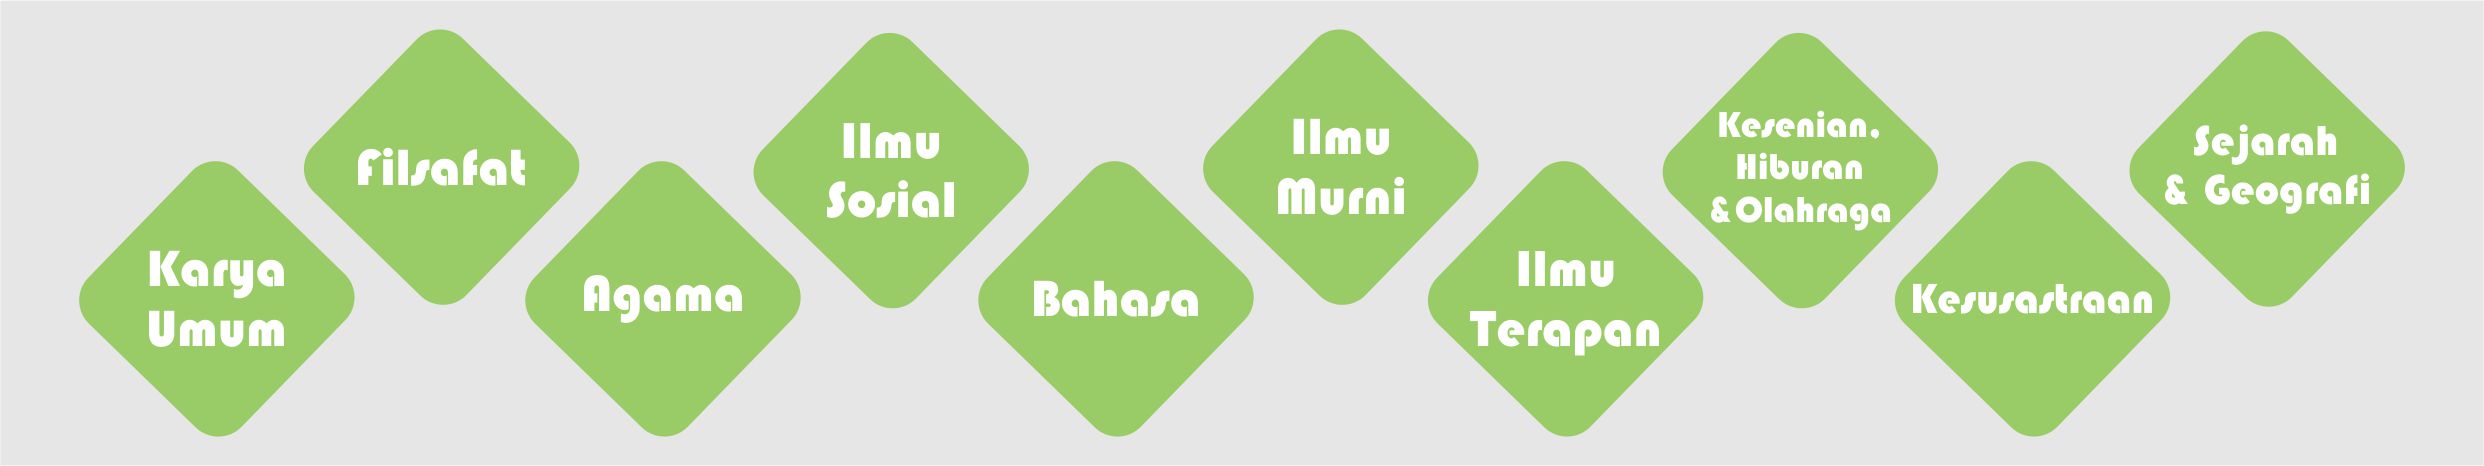 Karya
Umum
Filsafat
Agama
Ilmu
Sosial
Bahasa
Ilmu
Murni
Ilmu
Terapan
Kesenian,
Hiburan
& Olahraga
Kesusastraan
Sejarah
& Geografi